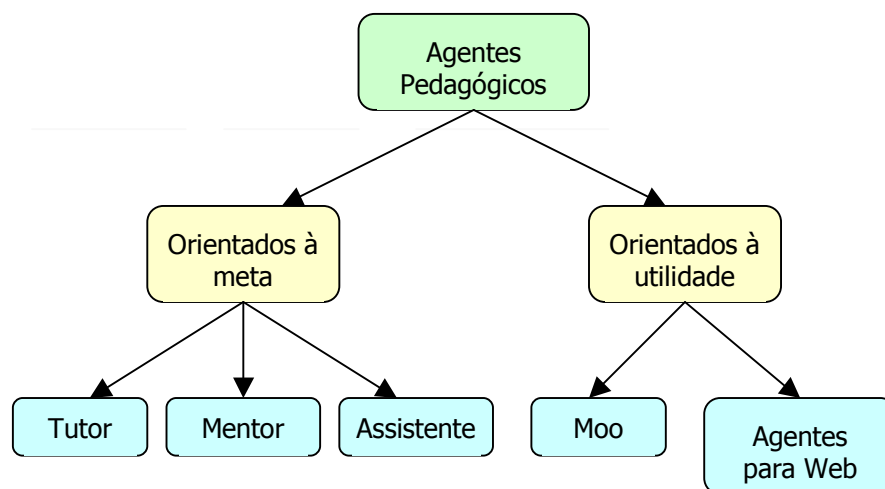 Agentes
Pedagógicos
Orientados à
meta
Orientados à
utilidade
Tutor
Mentor
Assistente
Moo
Agentes
para Web